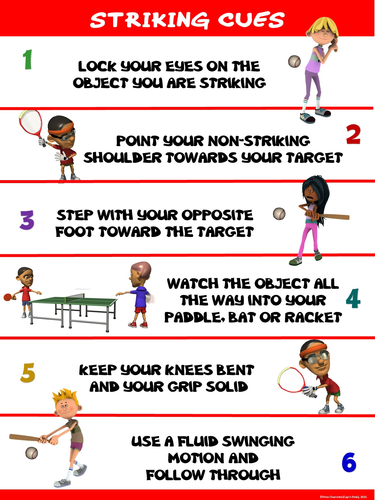 STRIKING CUES
1
LOCK YOUR EYES ON THE
OBJECT YOU ARE STRIKING
2
POINT YOUR NON-STRIKING
SHOULDER TOWARDS YOUR TARGET
3
STEP WITH YOUR OPPOSITE
FOOT TOWARD THE TARGET
WATCH THE OBJECT ALL
THE WAY INTO YOUR
PADDLE, BAT OR RACKET
4
5
KEEP YOUR KNEES BENT
AND YOUR GRIP SOLID
USE A FLUID SWINGING
MOTION AND
FOLLOW THROUGH
6